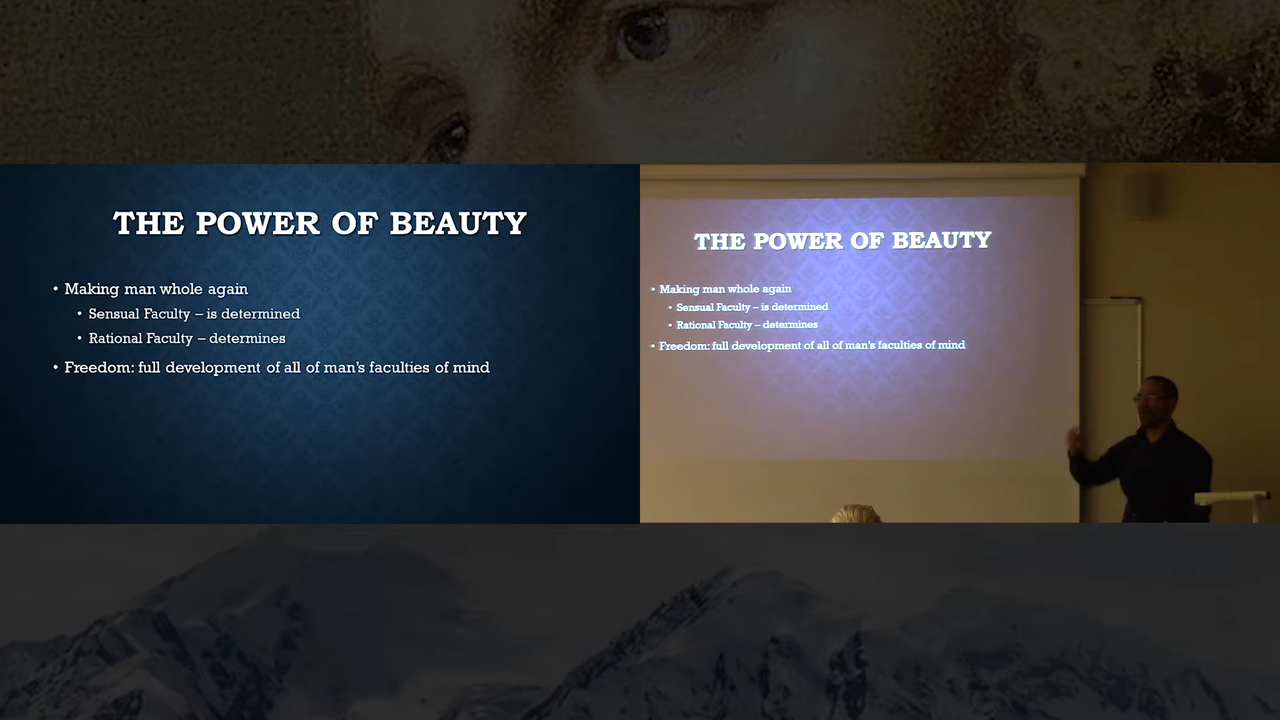 THE POWER OF BEAUTY
• Making man whole again
• Sensual Faculty – is determined
• Rational Faculty – determines
• Freedom: full development of all of man's faculties of mind
THE POWER OF BEAUTY
• Making man whole again
• Sensual Faculty – is determined
• Rational Faculty – determines
• Freedom: full development of all of man's faculties of mind